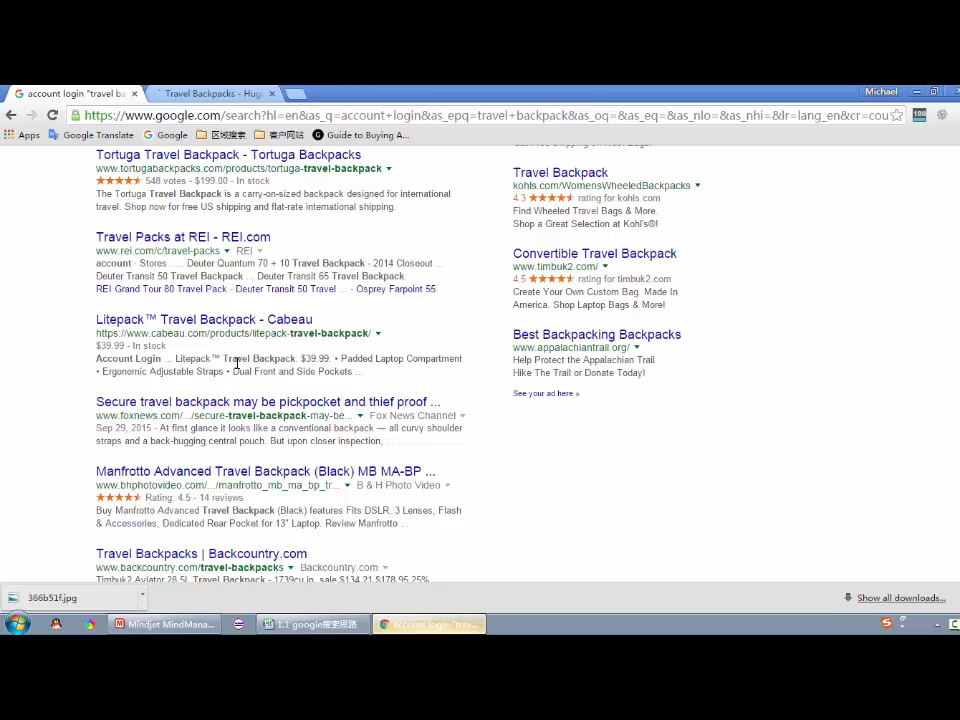 account login "travel ba
Travel Backpacks - Hug
Michael
https://www.google.com/search?hl=en&as_q=account+login&as_epq=travel+backpack&as_oq=&as_eq=&as_nlo=&as_nhi=&lr=lang_en&cr=cou
100
Apps Google Translate Google 区域搜索 客户网站 Guide to Buying A...
Tortuga Travel Backpack - Tortuga Backpacks
www.tortugabackpacks.com/products/tortuga-travel-backpack
548 votes - $199.00 - In stock
The Tortuga Travel Backpack is a carry-on-sized backpack designed for international
travel. Shop now for free US shipping and flat-rate international shipping.
Travel Packs at REI - REI.com
www.rei.com/c/travel-packs REI
account · Stores .... Deuter Quantum 70 + 10 Travel Backpack - 2014 Closeout ...
Deuter Transit 50 Travel Backpack ... Deuter Transit 65 Travel Backpack.
REI Grand Tour 80 Travel Pack - Deuter Transit 50 Travel ... - Osprey Farpoint 55
Litepack™ Travel Backpack - Cabeau
https://www.cabeau.com/products/litepack-travel-backpack/
$39.99 - In stock
Account Login ... Litepack™ Travel Backpack. $39.99. • Padded Laptop Compartment
• Ergonomic Adjustable Straps • Dual Front and Side Pockets ...
Secure travel backpack may be pickpocket and thief proof ...
www.foxnews.com/.../secure-travel-backpack-may-be... Fox News Channel
Sep 29, 2015 - At first glance it looks like a conventional backpack — all curvy shoulder
straps and a back-hugging central pouch. But upon closer inspection, ...
Manfrotto Advanced Travel Backpack (Black) MB MA-BP ...
www.bhphotovideo.com/.../manfrotto_mb_ma_bp_tr... B & H Photo Video
Rating: 4.5 - 14 reviews
Buy Manfrotto Advanced Travel Backpack (Black) features Fits DSLR, 3 Lenses, Flash
& Accessories, Dedicated Rear Pocket for 13" Laptop. Review Manfrotto ...
Travel Backpacks | Backcountry.com
www.backcountry.com/travel-backpacks Backcountry.com
Timbuk2 Aviator 28.5L Travel Backpack - 1739cu in. sale $134.21 $178.95 25%
Travel Backpack
kohls.com/WomensWheeledBackpacks
4.3 rating for kohls.com
Find Wheeled Travel Bags & More.
Shop a Great Selection at Kohl's®!
Convertible Travel Backpack
www.timbuk2.com/
4.5 rating for timbuk2.com
Create Your Own Custom Bag. Made In
America. Shop Laptop Bags & More!
Best Backpacking Backpacks
www.appalachiantrail.org/
Help Protect the Appalachian Trail.
Hike The Trail or Donate Today!
See your ad here »
366b51f.jpg
Show all downloads...
Mindjet MindMana...
1.1 google搜索思路
account login "trav...